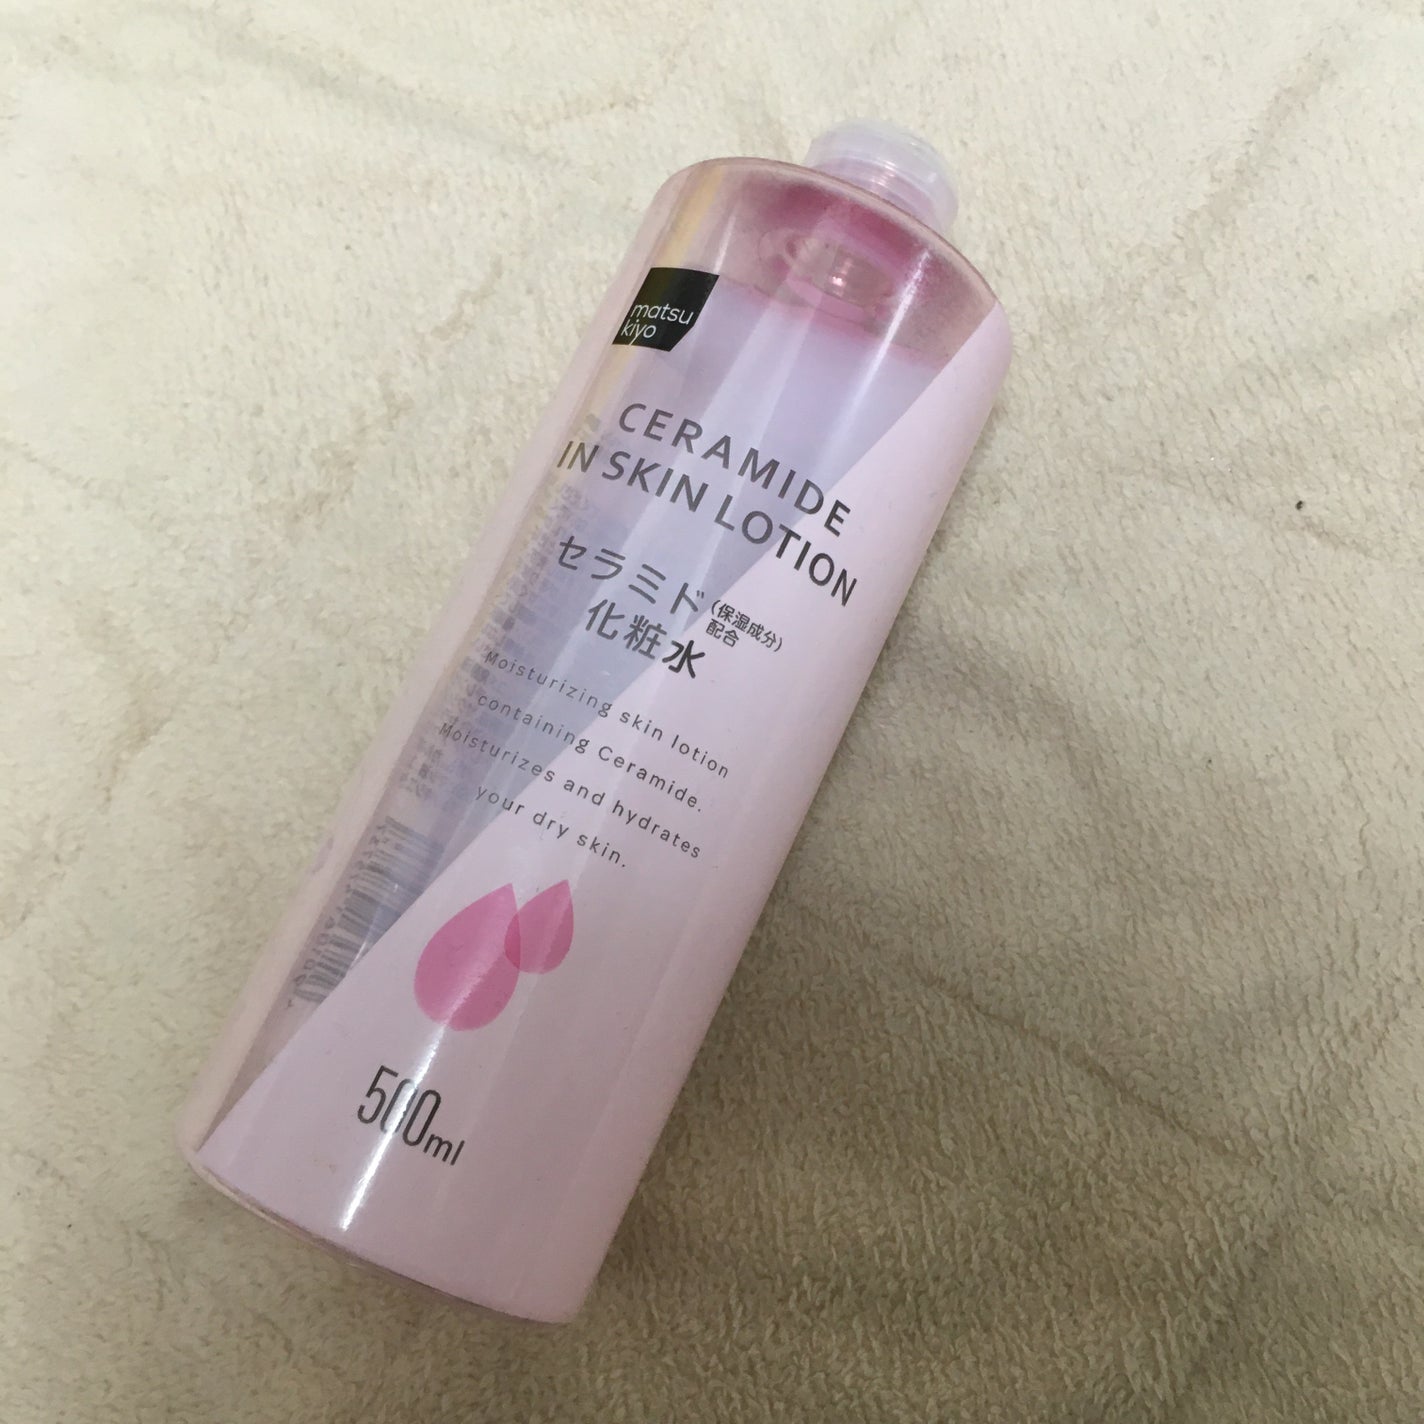 matsu
kiyo
CERAMIDE
IN SKIN LOTION
セラミド(保湿成分)
配合
化粧水
Moisturizing skin lotion
containing Ceramide.
Moisturizes and hydrates
your dry skin.
500ml